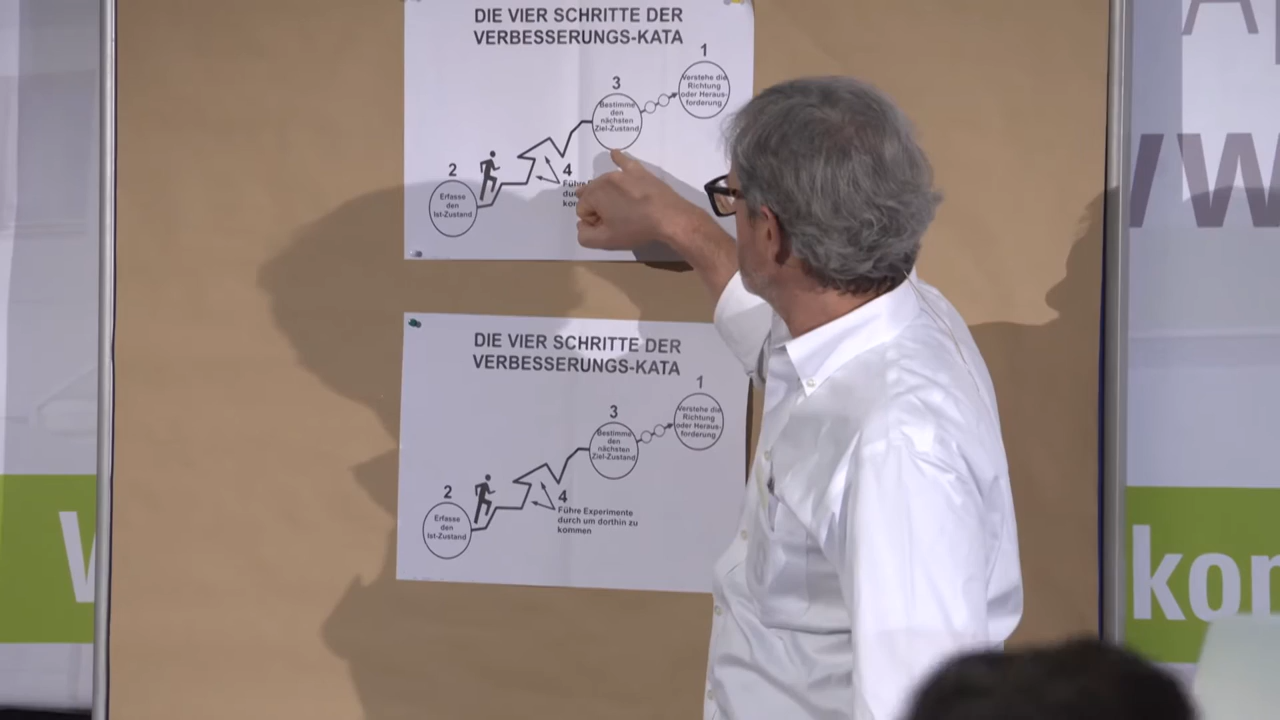 DIE VIER SCHRITTE DER
VERBESSERUNGS-KATA
1
Verstehe die
Richtung
oder Heraus-
forderung
3
Bestimme
den
nächsten
Ziel-Zustand
2
Erfasse
den
Ist-Zustand
4
DIE VIER SCHRITTE DER
VERBESSERUNGS-KATA
1
Verstehe die
Richtung
oder Heraus-
forderung
3
Bestimme
den
nächsten
Ziel-Zustand
2
Erfasse
den
Ist-Zustand
4
Führe Experimente
durch um dorthin zu
kommen